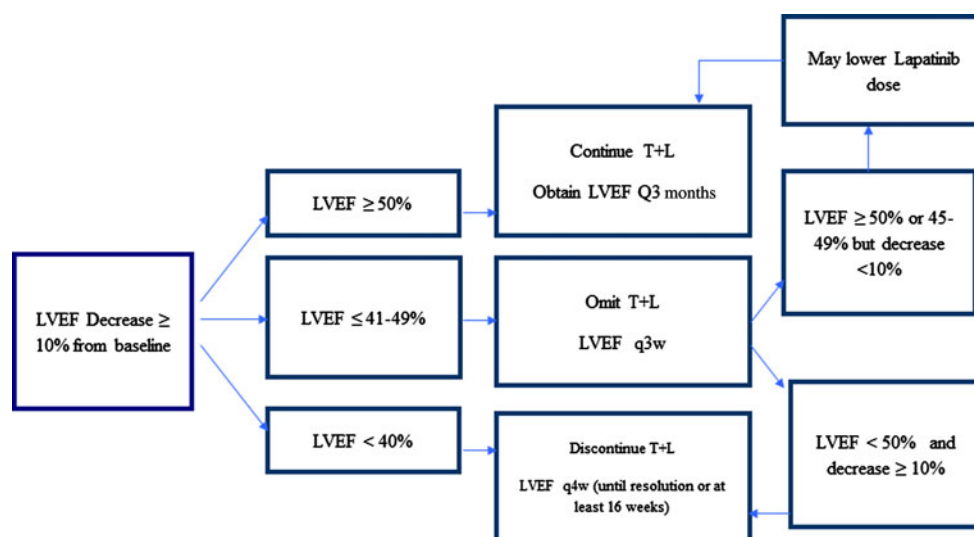 LVEF Decrease ≥
10% from baseline
LVEF ≥ 50%
LVEF ≤ 41-49%
LVEF < 40%
Continue T+L
Obtain LVEF Q3 months
Omit T+L
LVEF q3w
Discontinue T+L
LVEF q4w (until resolution or at
least 16 weeks)
May lower Lapatinib
dose
LVEF ≥ 50% or 45-
49% but decrease
<10%
LVEF < 50% and
decrease ≥ 10%